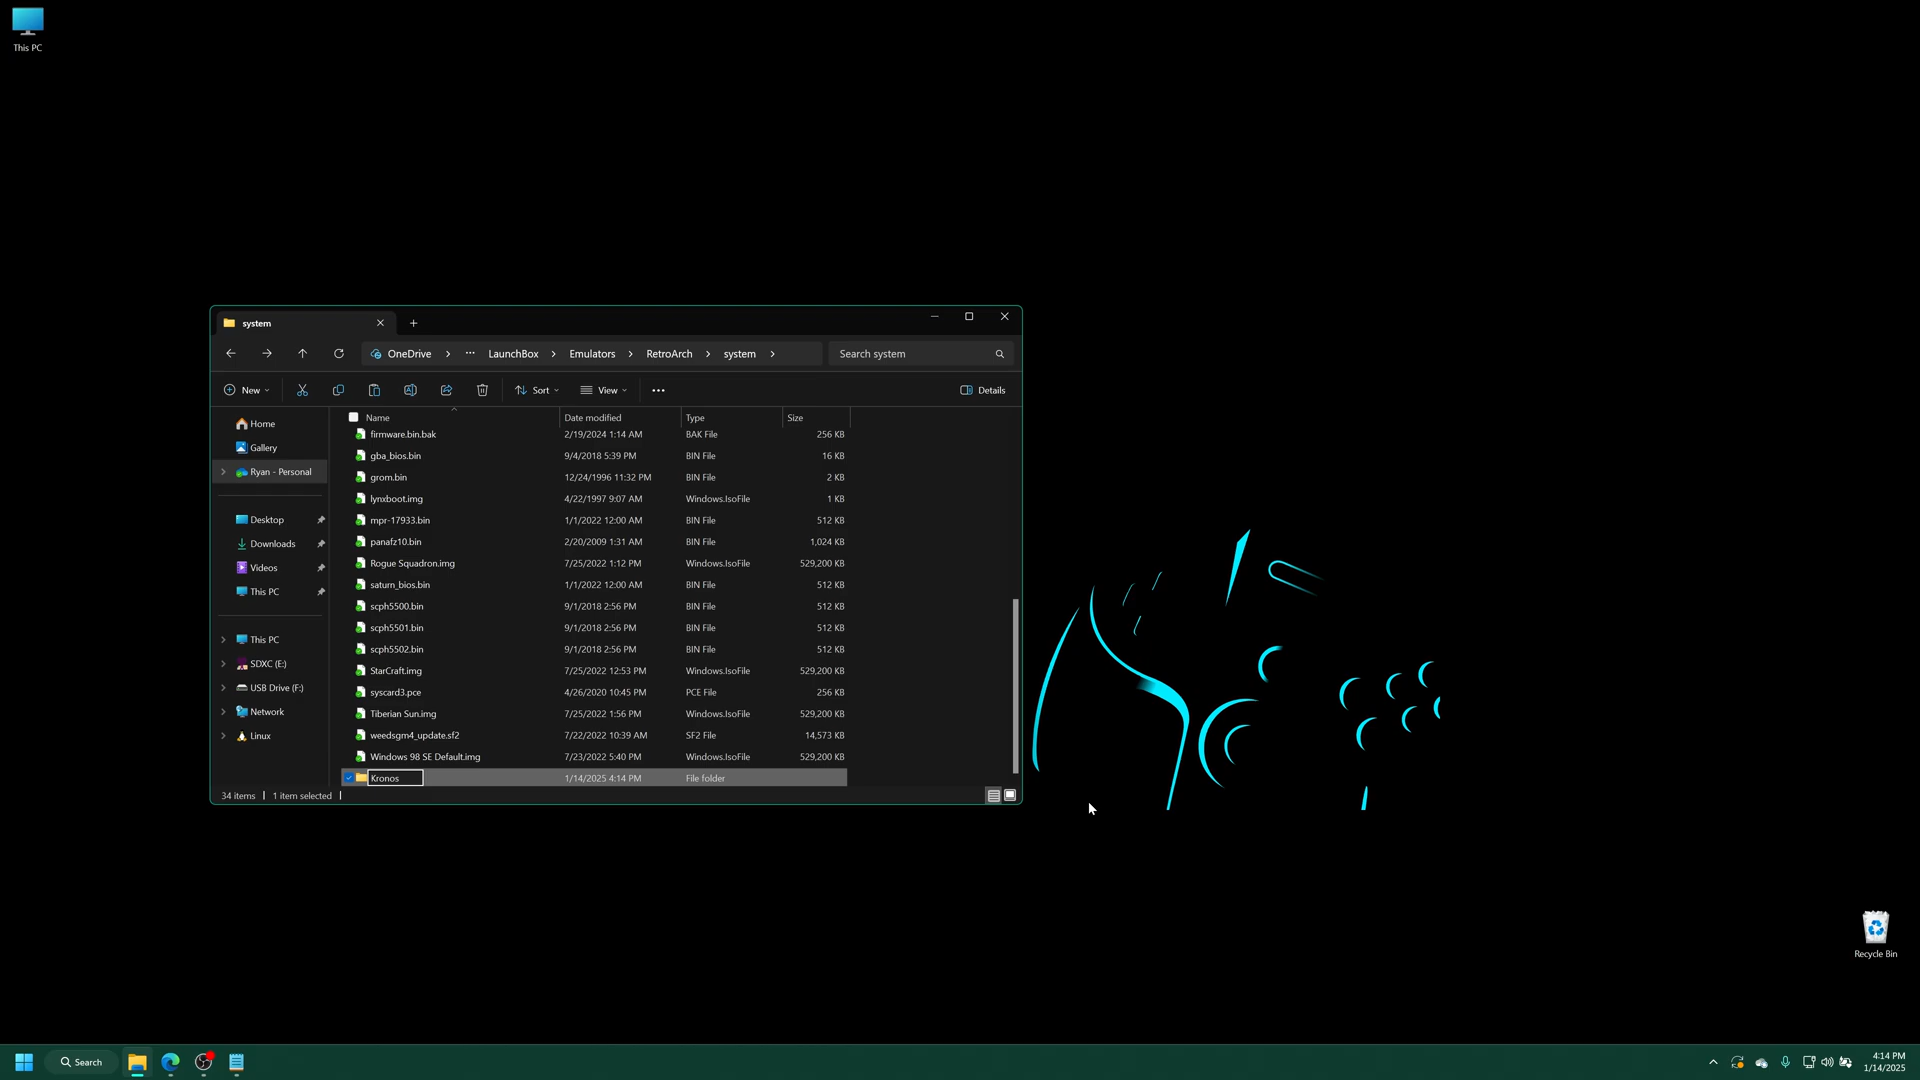 This PC
system
OneDrive
LaunchBox
Emulators
RetroArch
system
Search system
New
Sort
View
Details
Name
Date modified
Type
Size
Home
Gallery
Ryan - Personal
Desktop
Downloads
Videos
This PC
This PC
SDXC (E:)
USB Drive (F:)
Network
Linux
firmware.bin.bak 2/19/2024 1:14 AM BAK File 256 KB
gba_bios.bin 9/4/2018 5:39 PM BIN File 16 KB
grom.bin 12/24/1996 11:32 PM BIN File 2 KB
lynxboot.img 4/22/1997 9:07 AM Windows.IsoFile 1 KB
mpr-17933.bin 1/1/2022 12:00 AM BIN File 512 KB
panafz10.bin 2/20/2009 1:31 AM BIN File 1,024 KB
Rogue Squadron.img 7/25/2022 1:12 PM Windows.IsoFile 529,200 KB
saturn_bios.bin 1/1/2022 12:00 AM BIN File 512 KB
scph5500.bin 9/1/2018 2:56 PM BIN File 512 KB
scph5501.bin 9/1/2018 2:56 PM BIN File 512 KB
scph5502.bin 9/1/2018 2:56 PM BIN File 512 KB
StarCraft.img 7/25/2022 12:53 PM Windows.IsoFile 529,200 KB
syscard3.pce 4/26/2020 10:45 PM PCE File 256 KB
Tiberian Sun.img 7/25/2022 1:56 PM Windows.IsoFile 529,200 KB
weedsgm4_update.sf2 7/22/2022 10:39 AM SF2 File 14,573 KB
Windows 98 SE Default.img 7/23/2022 5:40 PM Windows.IsoFile 529,200 KB
Kronos 1/14/2025 4:14 PM File folder
34 items
1 item selected
Recycle Bin
Search
4:14 PM
1/14/2025